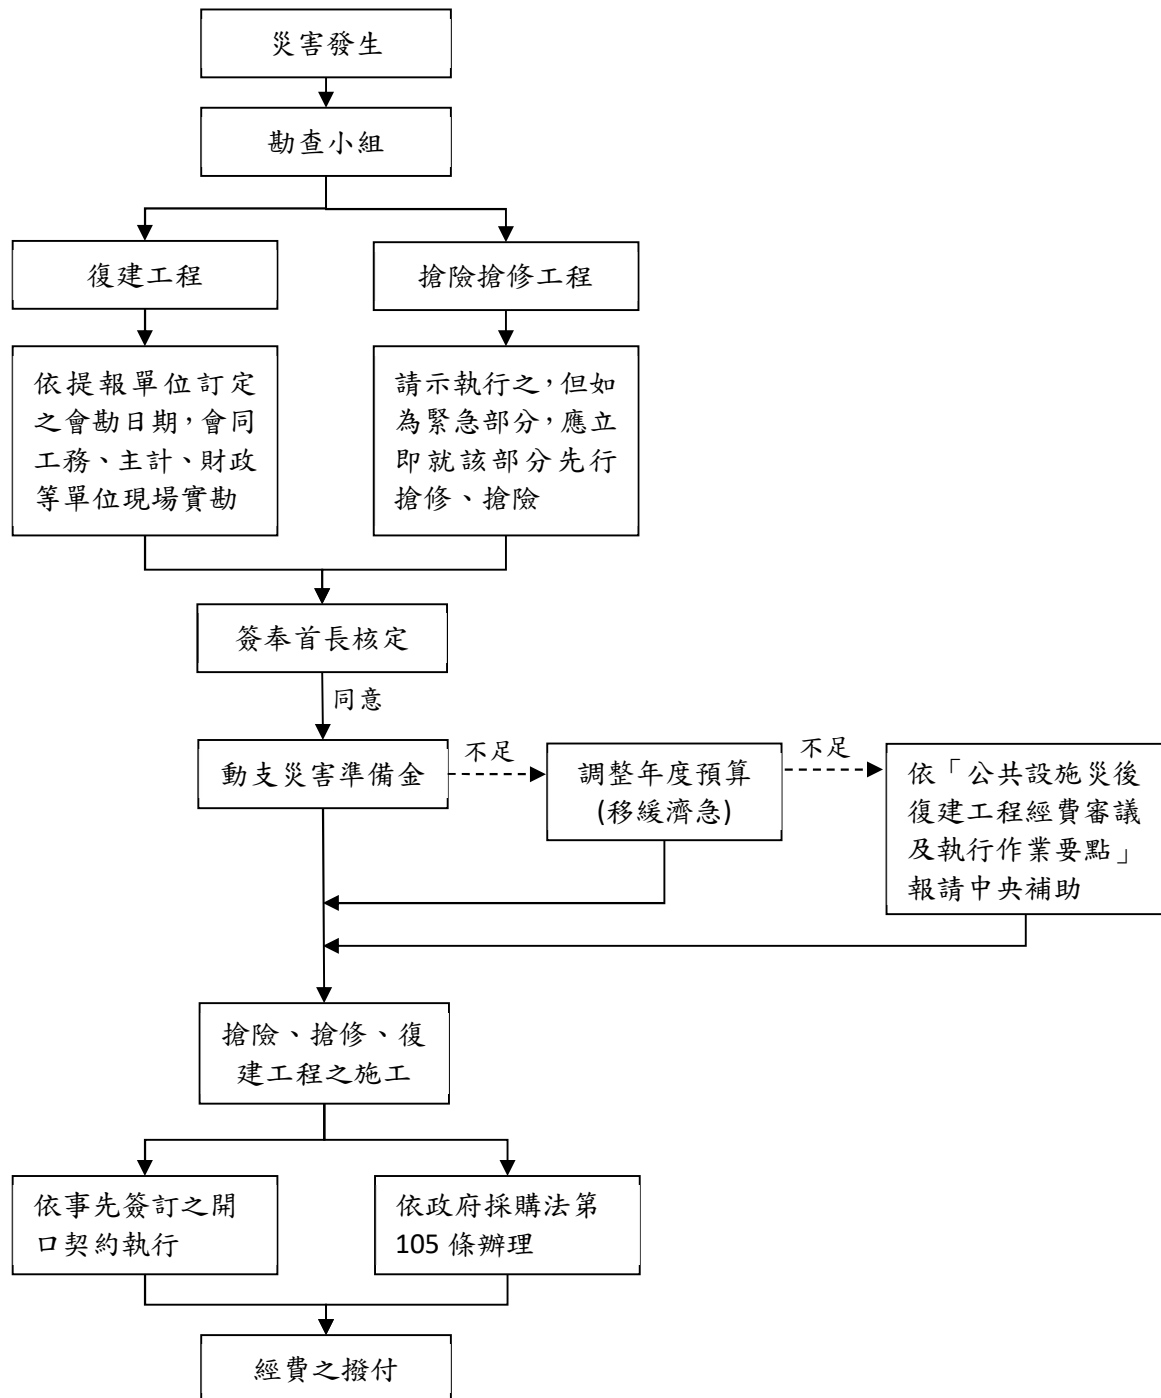 災害發生
勘查小組
復建工程
搶險搶修工程
依提報單位訂定
之會勘日期，會同
工務、主計、財政
等單位現場實勘
請示執行之，但如
為緊急部分，應立
即就該部分先行
搶修、搶險
簽奉首長核定
同意
動支災害準備金
不足
調整年度預算
(移緩濟急)
不足
依「公共設施災後
復建工程經費審議
及執行作業要點」
報請中央補助
搶險、搶修、復
建工程之施工
依事先簽訂之開
口契約執行
依政府採購法第
105 條辦理
經費之撥付